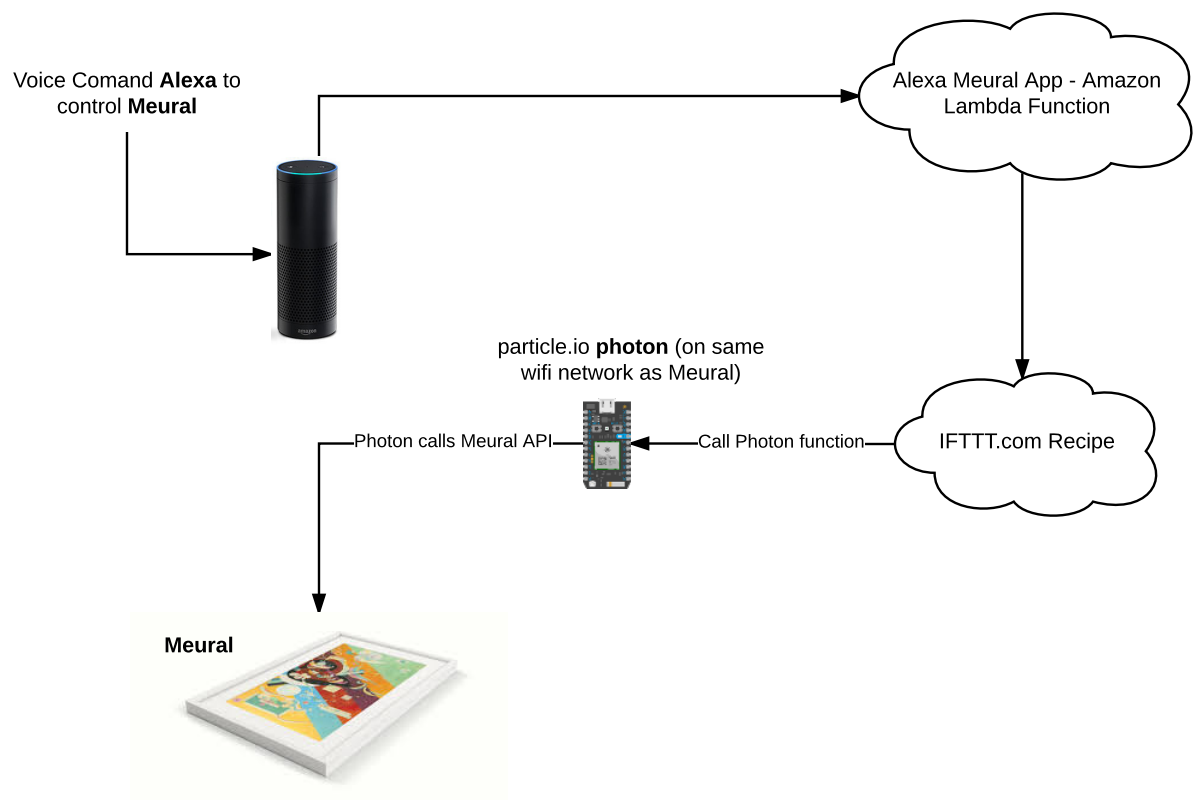 Voice Comand Alexa to
control Meural
Alexa Meural App - Amazon
Lambda Function
amazon
particle.io photon (on same
wifi network as Meural)
Photon calls Meural API
Call Photon function
IFTTT.com Recipe
Meural